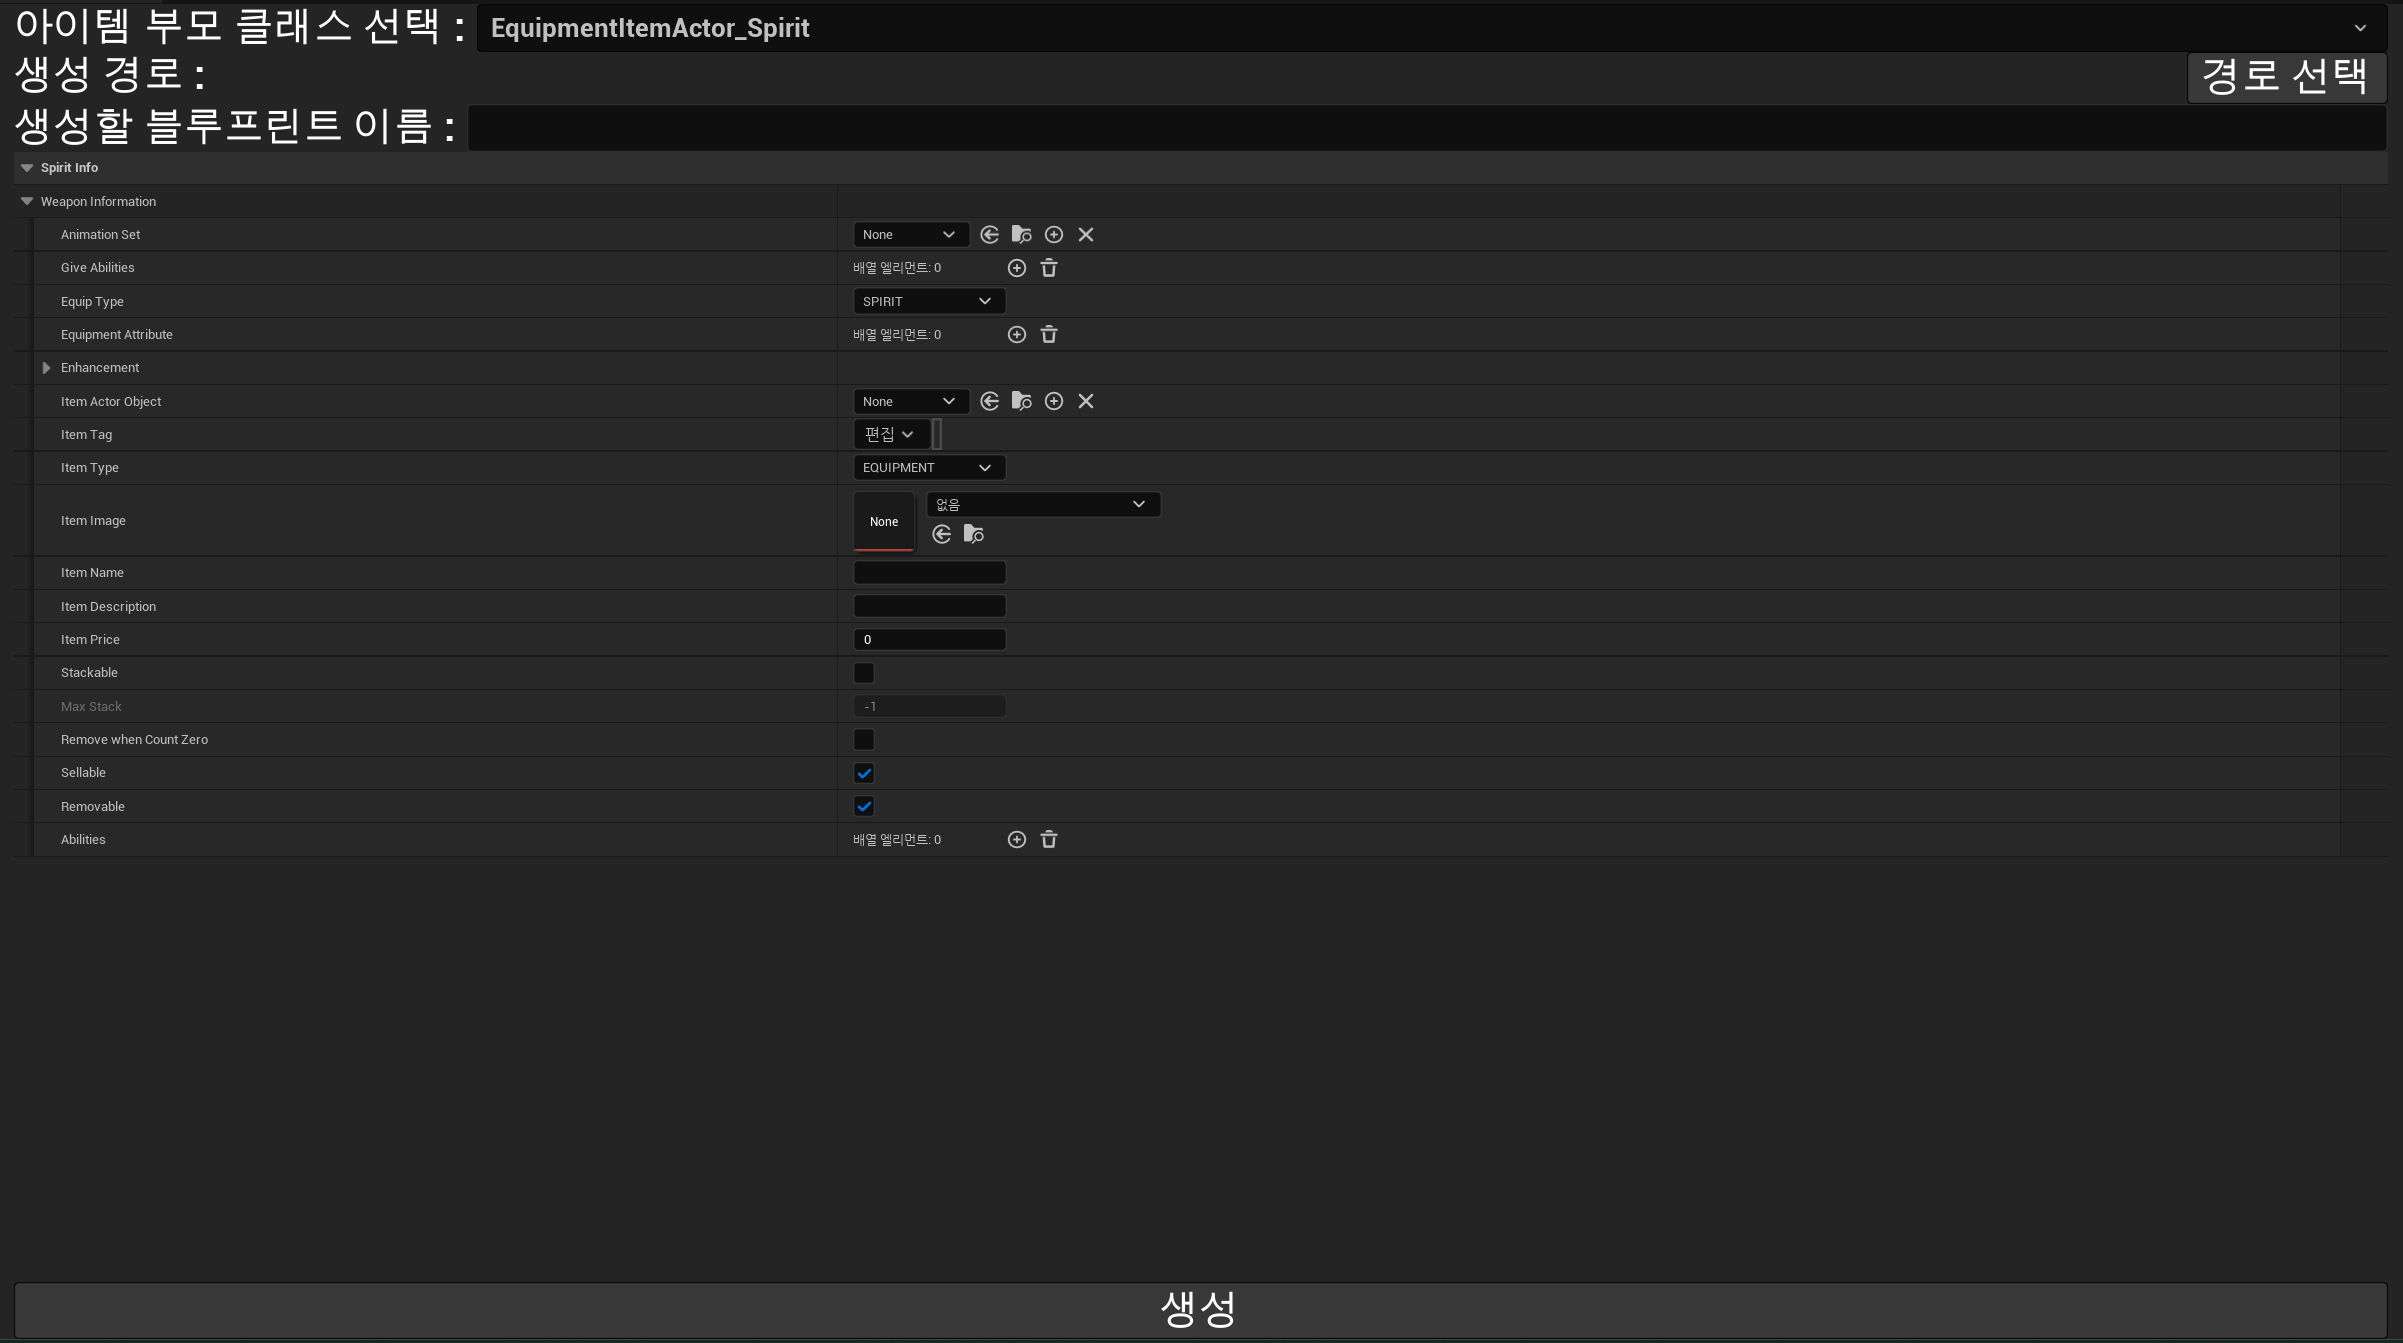 아이템 부모 클래스 선택 : EquipmentItemActor_Spirit
생성 경로 : 경로 선택
생성할 블루프린트 이름 :
Spirit Info
Weapon Information
Animation Set None
Give Abilities 배열 엘리먼트: 0
Equip Type SPIRIT
Equipment Attribute 배열 엘리먼트: 0
Enhancement
Item Actor Object None
Item Tag 편집
Item Type EQUIPMENT
Item Image None 없음
Item Name
Item Description
Item Price 0
Stackable
Max Stack -1
Remove when Count Zero
Sellable
Removable
Abilities 배열 엘리먼트: 0
생성